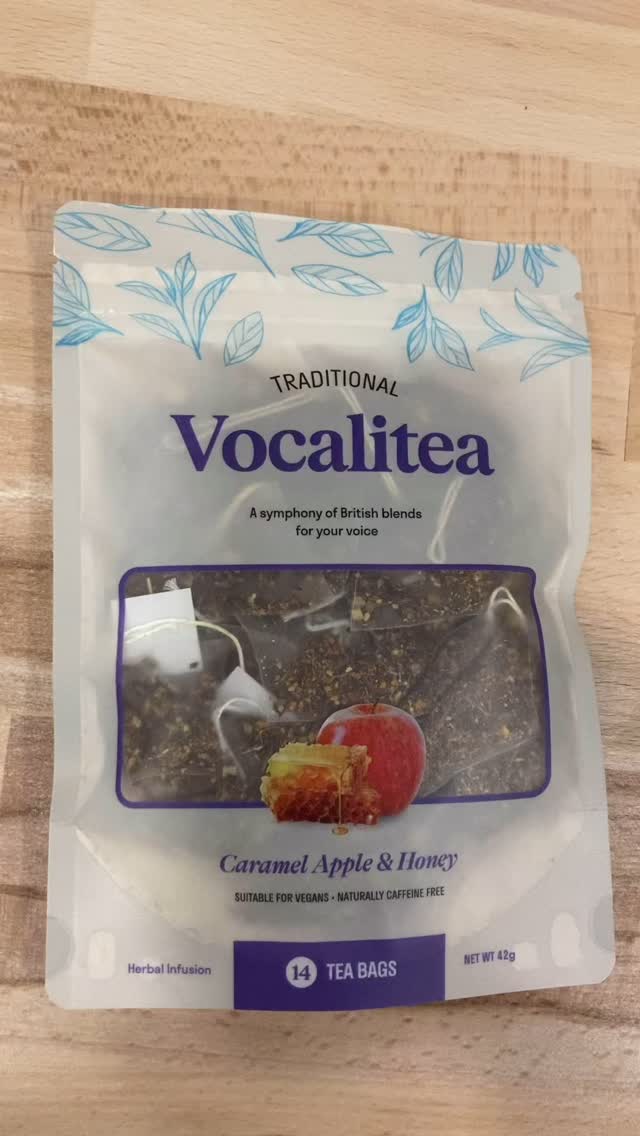 TRADITIONAL
Vocalitea
A symphony of British blends
for your voice
Caramel Apple & Honey
SUITABLE FOR VEGANS • NATURALLY CAFFEINE FREE
Herbal Infusion
14 TEA BAGS
NET WT 42g